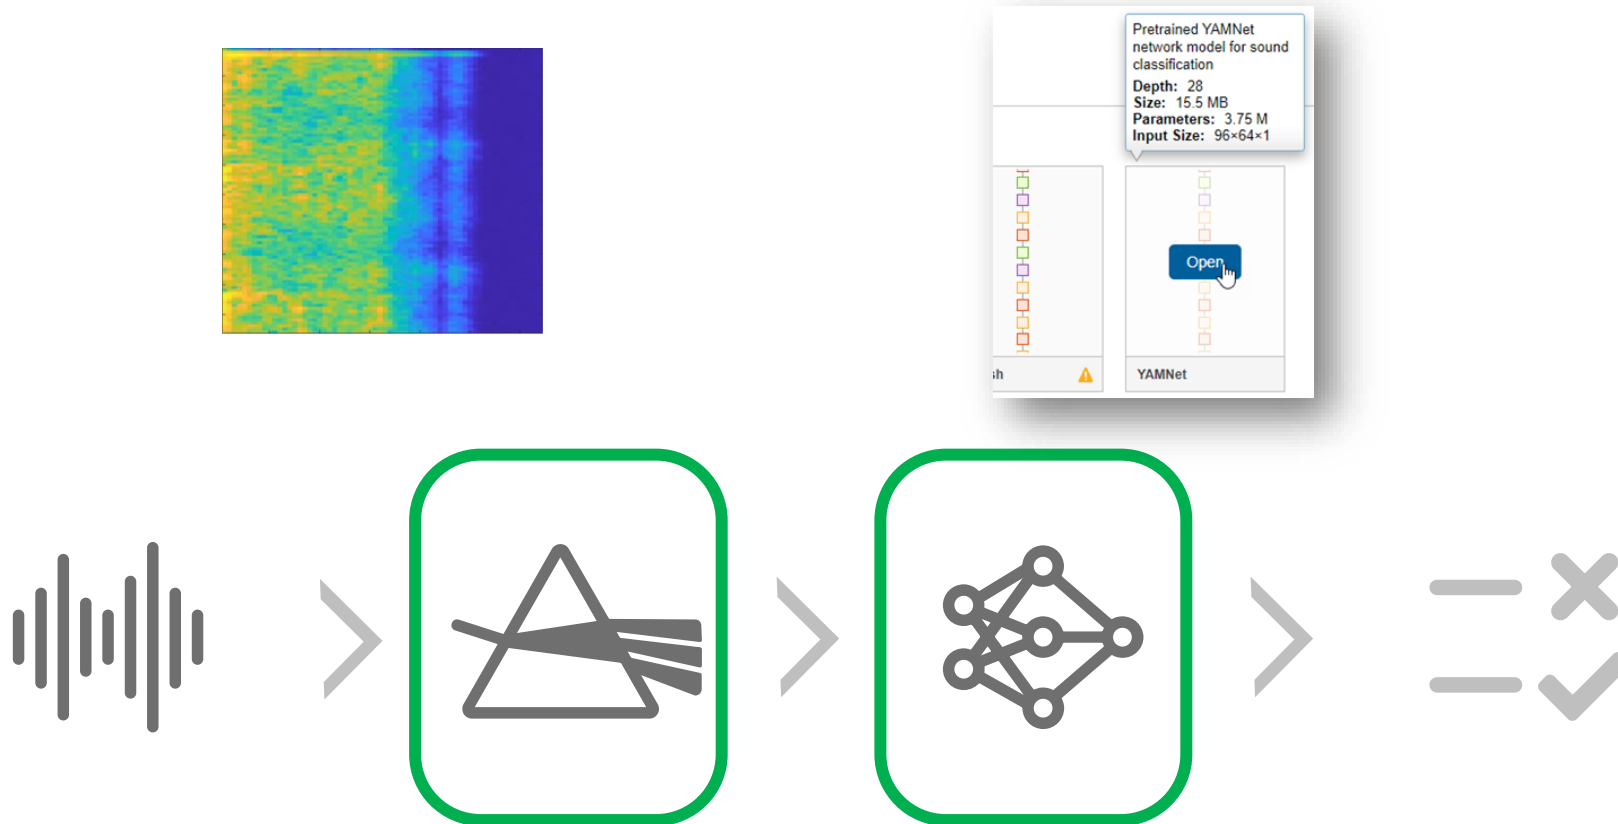 Pretrained YAMNet
network model for sound
classification
Depth: 28
Size: 15.5 MB
Parameters: 3.75 M
Input Size: 96×64×1
Open
YAMNet